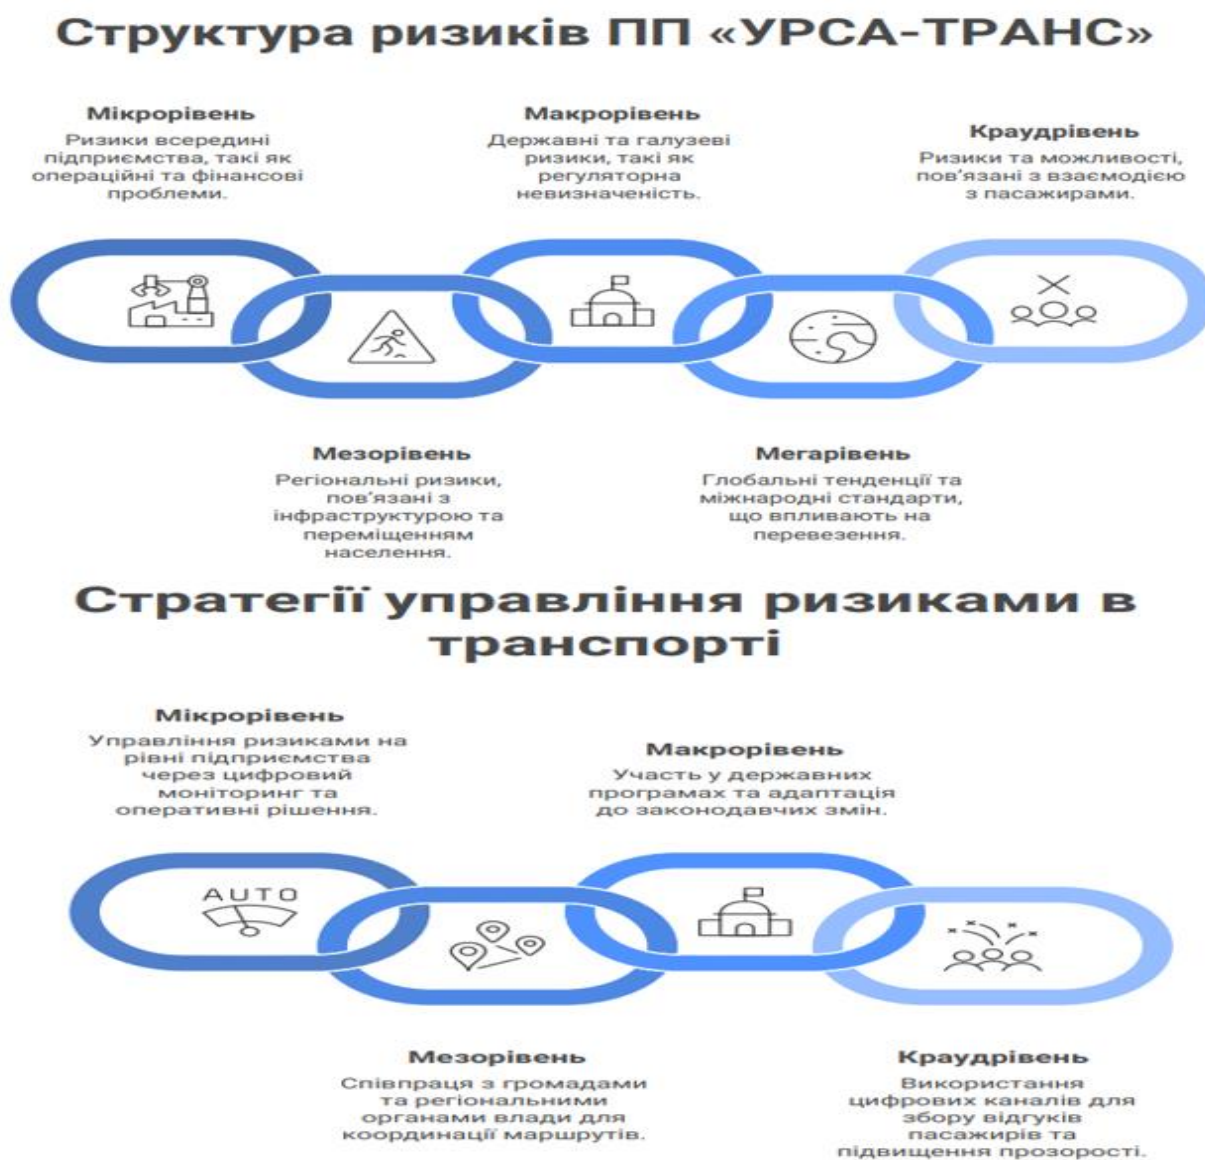 Структура ризиків ПП «УРСА-ТРАНС»
Мікрорівень
Ризики всередині
підприємства, такі як
операційні та фінансові
проблеми.
Макрорівень
Державні та галузеві
ризики, такі як
регуляторна
невизначеність.
Краудрівень
Ризики та можливості,
пов'язані з взаємодією
з пасажирами.
Мезорівень
Регіональні ризики,
пов'язані з
інфраструктурою та
переміщенням
населення.
Мегарівень
Глобальні тенденції та
міжнародні стандарти,
що впливають на
перевезення.
Стратегії управління ризиками в
транспорті
Мікрорівень
Управління ризиками на
рівні підприємства
через цифровий
моніторинг та
оперативні рішення.
Макрорівень
Участь у державних
програмах та адаптація
до законодавчих змін.
AUTO
Мезорівень
Співпраця з громадами
та регіональними
органами влади для
координації маршрутів.
Краудрівень
Використання
цифрових каналів для
збору відгуків
пасажирів та
підвищення прозорості.